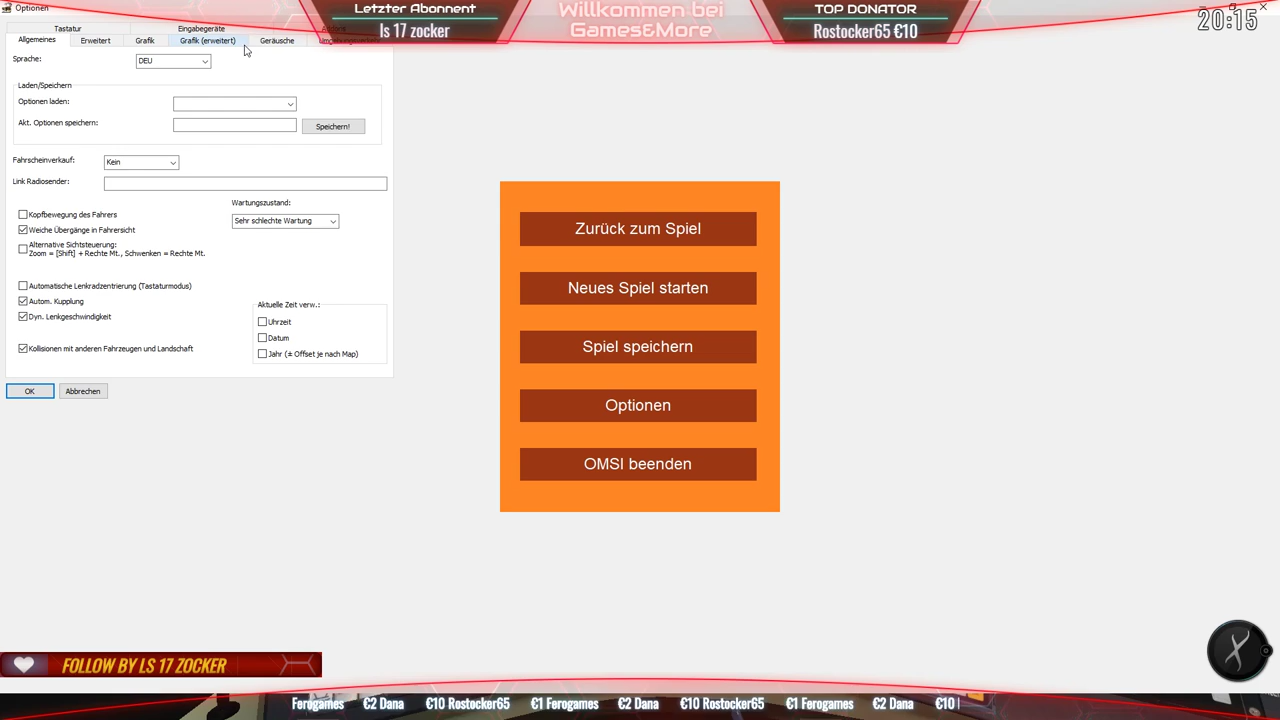 Optionen
Letzter Abonnent
ls 17 zocker
Willkommen bei
Games&More
TOP DONATOR
Rostocker65 €10
20:15
Tastatur
Eingabegeräte
Allgemeines
Erweitert
Grafik
Grafik (erweitert)
Geräusche
Sprache:
DEU
Laden/Speichern
Optionen laden:
Akt. Optionen speichern:
Speichern!
Fahrscheinverkauf:
Kein
Link Radiosender:
Wartungszustand:
Sehr schlechte Wartung
Kopfbewegung des Fahrers
Weiche Übergänge in Fahrersicht
Alternative Sichtsteuerung:
Zoom = [Shift] + Rechte Mt., Schwenken = Rechte Mt.
Automatische Lenkradzentrierung (Tastaturmodus)
Autom. Kupplung
Dyn. Lenkgeschwindigkeit
Kollisionen mit anderen Fahrzeugen und Landschaft
Aktuelle Zeit verw.:
Uhrzeit
Datum
Jahr (± Offset je nach Map)
OK
Abbrechen
Zurück zum Spiel
Neues Spiel starten
Spiel speichern
Optionen
OMSI beenden
FOLLOW BY LS 17 ZOCKER
Ferogames €2 Dana €10 Rostocker65 €1 Ferogames €2 Dana €10 Rostocker65 €1 Ferogames €2 Dana €10